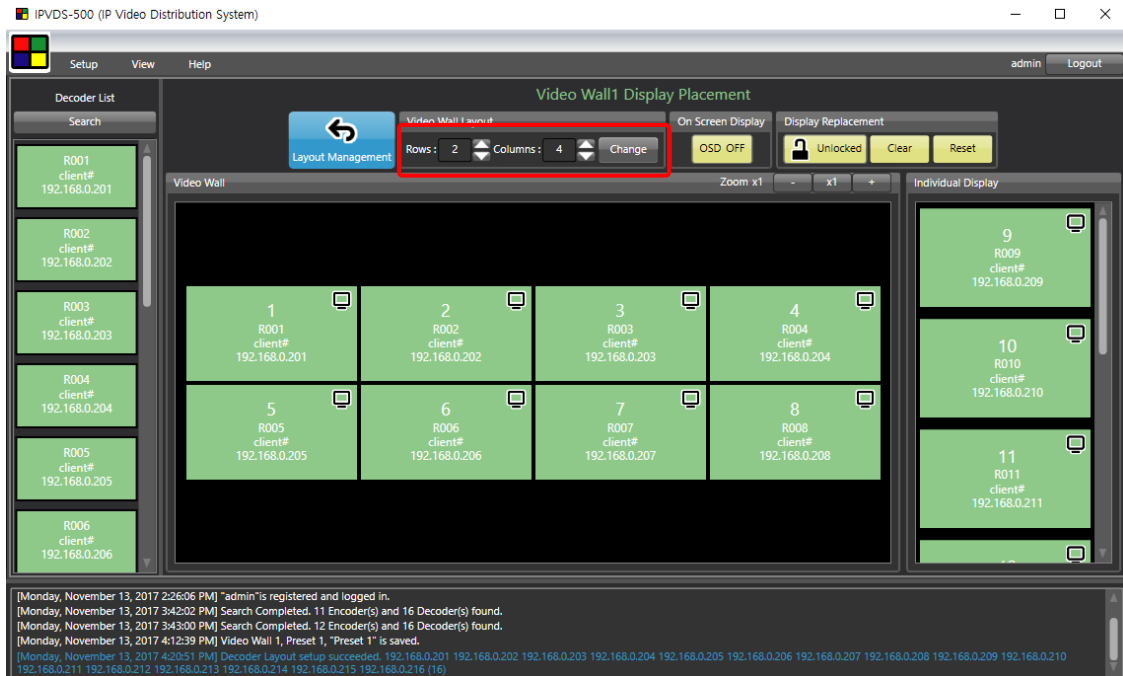 IPVDS-500 (IP Video Distribution System)
Setup View Help
admin Logout
Decoder List
Search
R001
client#
192.168.0.201
R002
client#
192.168.0.202
R003
client#
192.168.0.203
R004
client#
192.168.0.204
R005
client#
192.168.0.205
R006
client#
192.168.0.206
Video Wall1 Display Placement
Layout Management
Video Wall Layout
Rows : 2 Columns : 4 Change
On Screen Display
OSD OFF
Display Replacement
Unlocked Clear Reset
Video Wall
Zoom x1 - x1 +
1
R001
client#
192.168.0.201
2
R002
client#
192.168.0.202
3
R003
client#
192.168.0.203
4
R004
client#
192.168.0.204
5
R005
client#
192.168.0.205
6
R006
client#
192.168.0.206
7
R007
client#
192.168.0.207
8
R008
client#
192.168.0.208
Individual Display
9
R009
client#
192.168.0.209
10
R010
client#
192.168.0.210
11
R011
client#
192.168.0.211
[Monday, November 13, 2017 2:26:06 PM] "admin"is registered and logged in.
[Monday, November 13, 2017 3:42:02 PM] Search Completed. 11 Encoder(s) and 16 Decoder(s) found.
[Monday, November 13, 2017 3:43:00 PM] Search Completed. 12 Encoder(s) and 16 Decoder(s) found.
[Monday, November 13, 2017 4:12:39 PM] Video Wall 1, Preset 1, "Preset 1" is saved.
[Monday, November 13, 2017 4:20:51 PM] Decoder Layout setup succeeded. 192.168.0.201 192.168.0.202 192.168.0.203 192.168.0.204 192.168.0.205 192.168.0.206 192.168.0.207 192.168.0.208 192.168.0.209 192.168.0.210
192.168.0.211 192.168.0.212 192.168.0.213 192.168.0.214 192.168.0.215 192.168.0.216 (16)